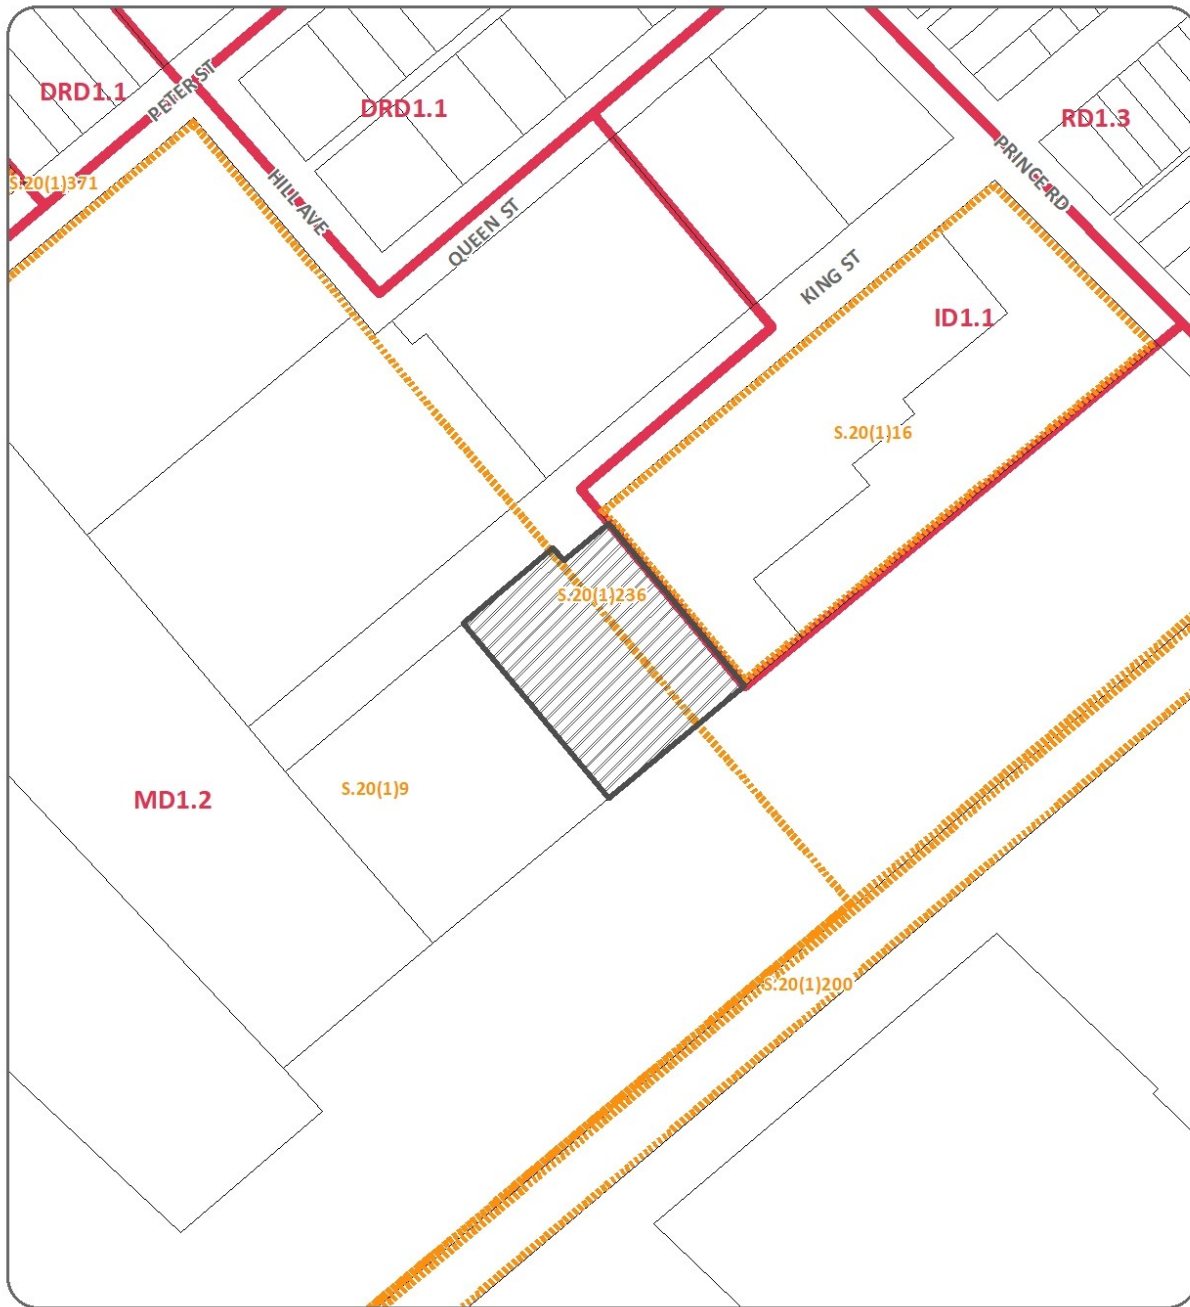 DRD1.1
PETER ST
DRD1.1
RD1.3
PRINCE RD
S.20(1)371
HILL AVE
QUEEN ST
KING ST
ID1.1
S.20(1)16
S.20(1)236
S.20(1)9
MD1.2
S.20(1)200